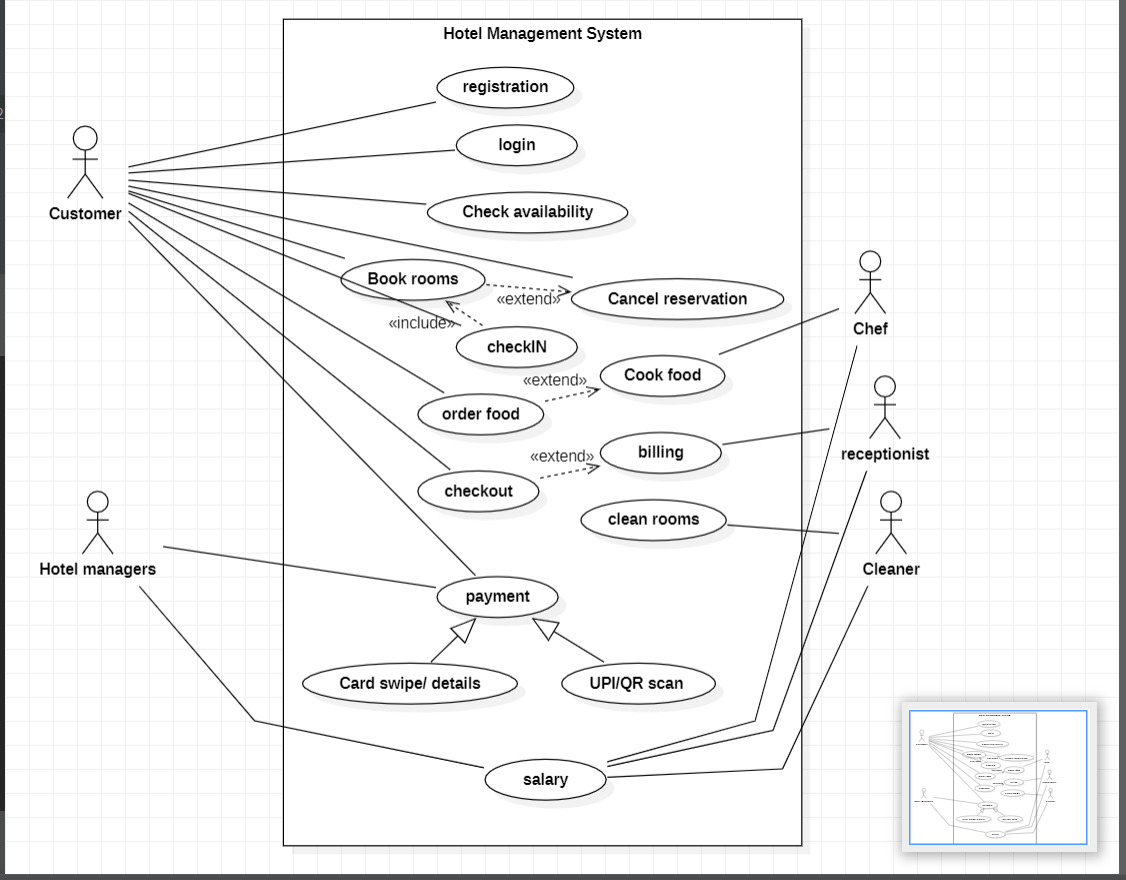 Hotel Management System
registration
2
login
Customer
Check availability
Book rooms
Cancel reservation
«extend»
«include»
Chef
checkIN
Cook food
«extend»
order food
receptionist
billing
«extend»
checkout
clean rooms
Hotel managers
Cleaner
payment
Card swipe/ details
UPI/QR scan
salary